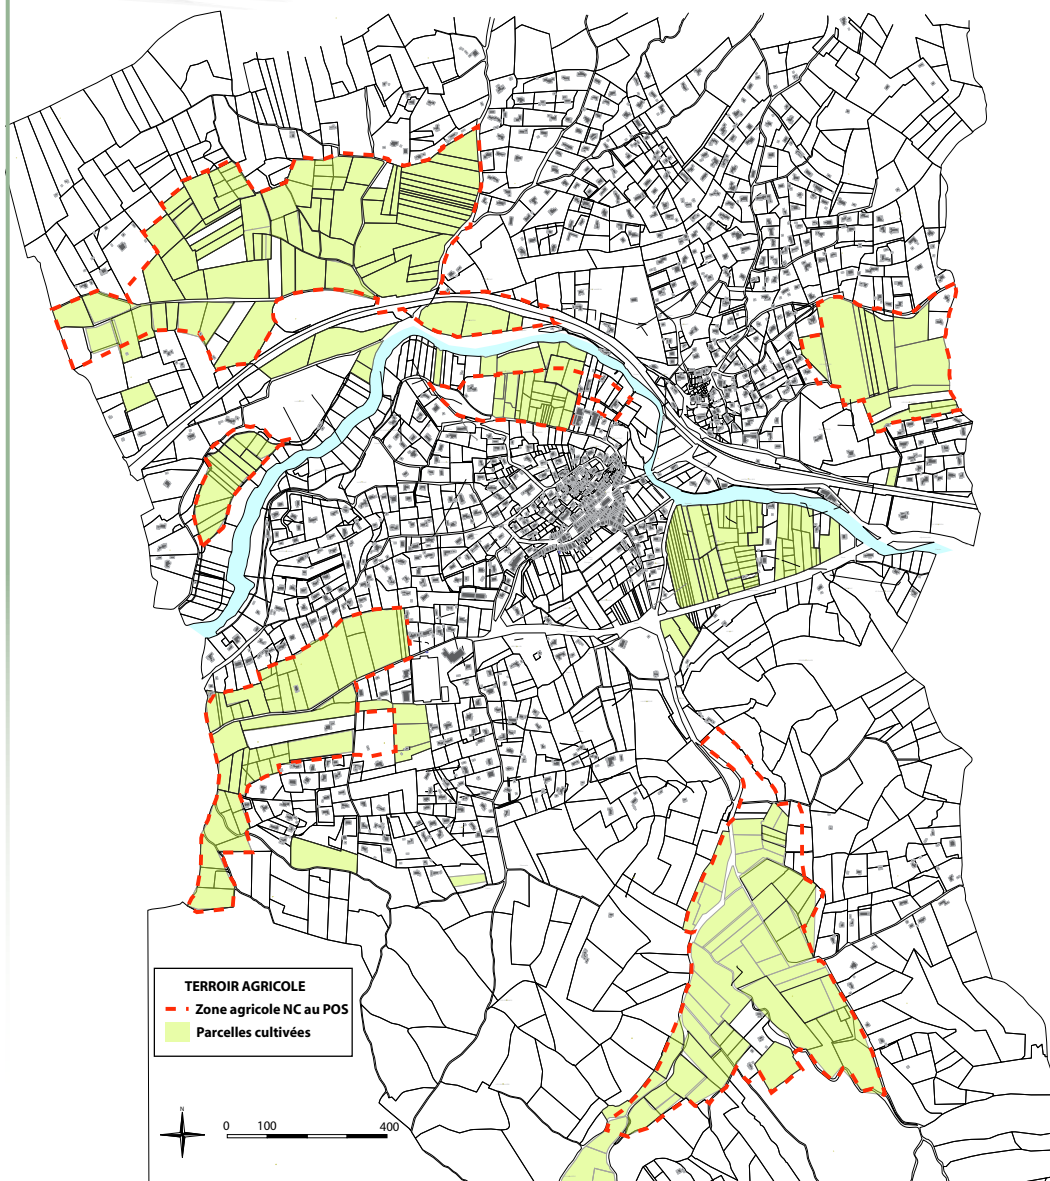 TERROIR AGRICOLE
Zone agricole NC au POS
Parcelles cultivées
N
0 100 400